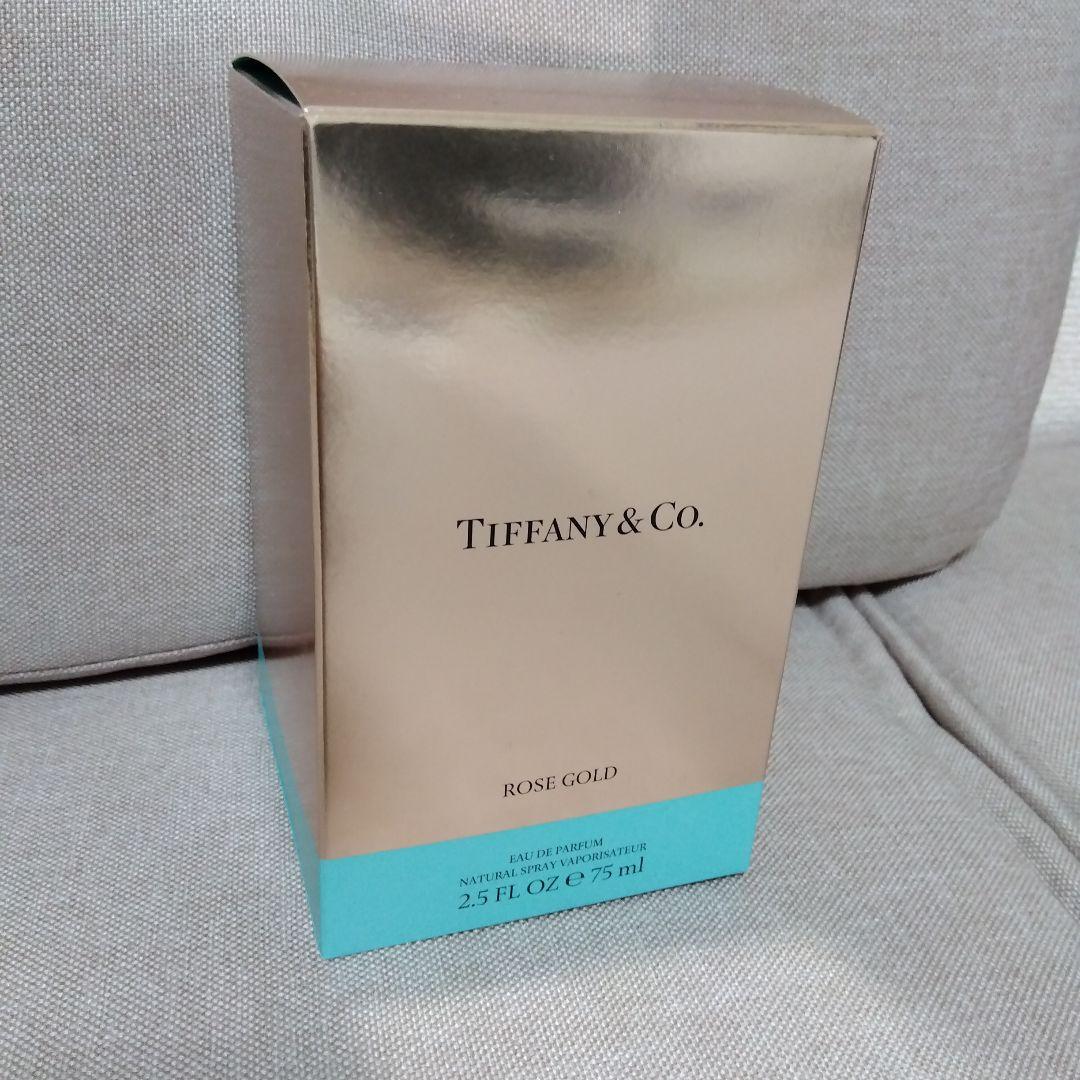 TIFFANY & CO.
ROSE GOLD
EAU DE PARFUM
NATURAL SPRAY VAPORISATEUR
2.5 FL OZ ℮ 75 ml